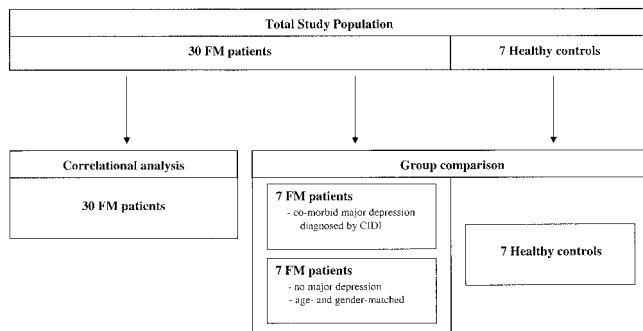 Total Study Population
30 FM patients
7 Healthy controls
Correlational analysis
30 FM patients
Group comparison
7 FM patients
- co-morbid major depression
diagnosed by CIDI
7 FM patients
- no major depression
- age- and gender-matched
7 Healthy controls